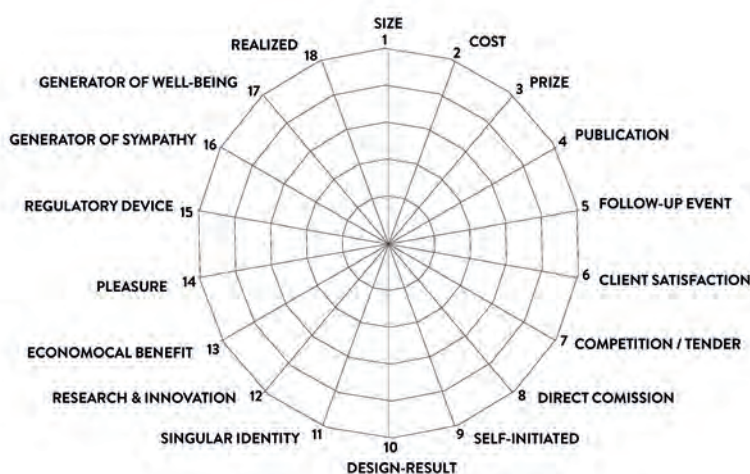 SIZE
1
2 COST
3 PRIZE
4 PUBLICATION
5 FOLLOW-UP EVENT
6 CLIENT SATISFACTION
7 COMPETITION / TENDER
8 DIRECT COMISSION
9 SELF-INITIATED
10
DESIGN-RESULT
SINGULAR IDENTITY 11
RESEARCH & INNOVATION 12
ECONOMOCAL BENEFIT 13
PLEASURE 14
REGULATORY DEVICE 15
GENERATOR OF SYMPATHY 16
GENERATOR OF WELL-BEING 17
REALIZED 18